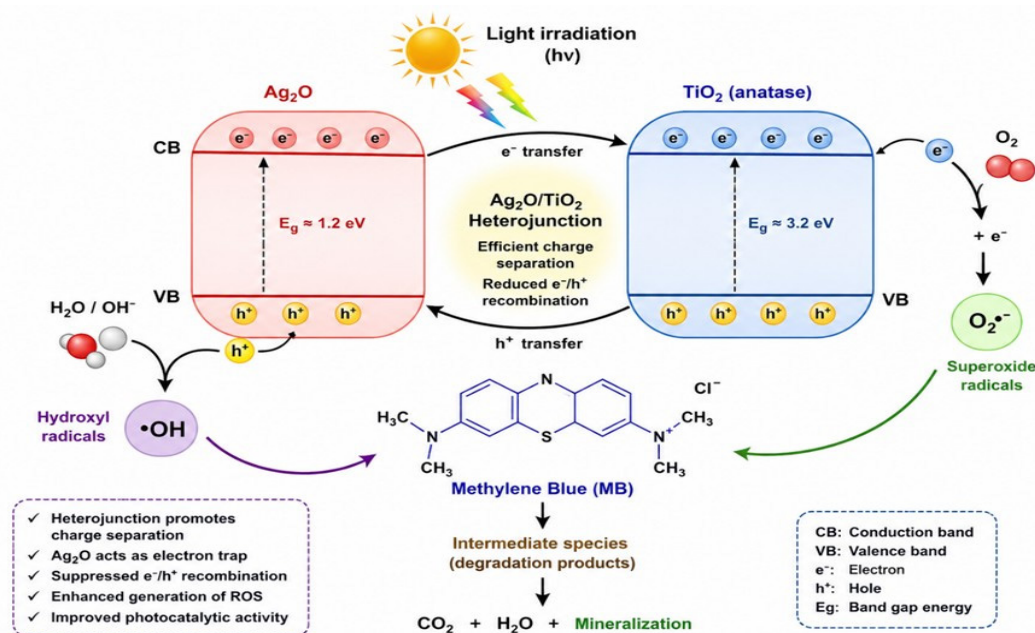 Light irradiation
(hν)
Ag₂O
TiO₂ (anatase)
CB
e⁻ e⁻ e⁻ e⁻
e⁻ transfer
e⁻ e⁻ e⁻ e⁻
e⁻
O₂
Eg ≈ 1.2 eV
Ag₂O/TiO₂
Heterojunction
Efficient charge
separation
Reduced e⁻/h⁺
recombination
Eg ≈ 3.2 eV
+ e⁻
VB
h⁺ h⁺ h⁺
h⁺ transfer
h⁺ h⁺ h⁺ h⁺
VB
H₂O / OH⁻
h⁺
O₂•⁻
Superoxide
radicals
Hydroxyl
radicals
•OH
N
Cl⁻
H₃C
N
S
N⁺
CH₃
CH₃
CH₃
Methylene Blue (MB)
Intermediate species
(degradation products)
CO₂ + H₂O + Mineralization
✓ Heterojunction promotes
charge separation
✓ Ag₂O acts as electron trap
✓ Suppressed e⁻/h⁺ recombination
✓ Enhanced generation of ROS
✓ Improved photocatalytic activity
CB: Conduction band
VB: Valence band
e⁻: Electron
h⁺: Hole
Eg: Band gap energy